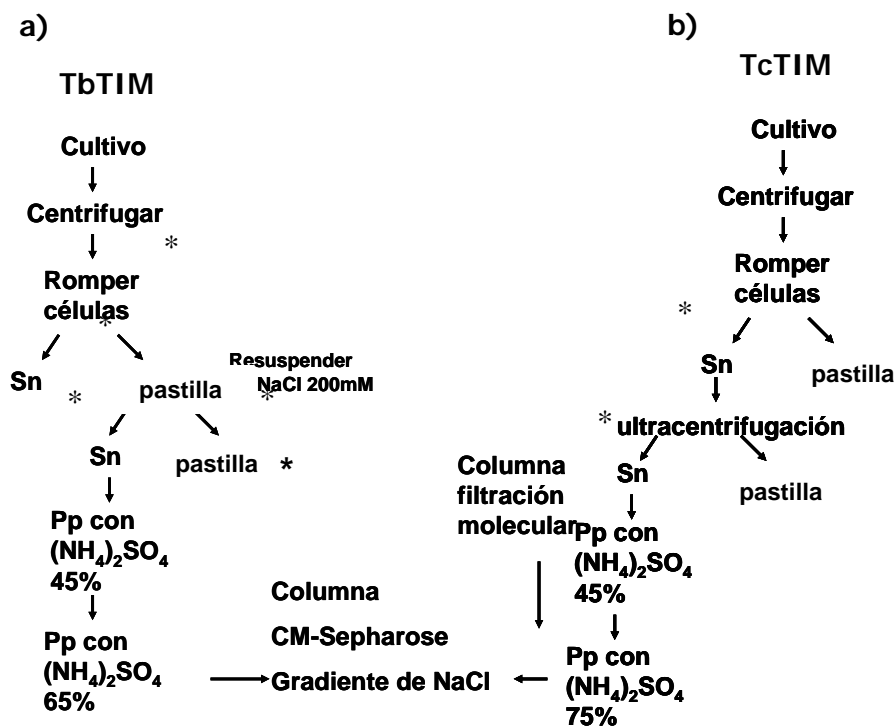 a)
TbTIM
Cultivo
Centrifugar
*
Romper
células
*
Sn
*
pastilla
Resuspender
NaCl 200mM
*
Sn
pastilla *
Pp con
(NH₄)₂SO₄
45%
Pp con
(NH₄)₂SO₄
65%
Columna
CM-Sepharose
Gradiente de NaCl
b)
TcTIM
Cultivo
Centrifugar
Romper
células
*
Sn
pastilla
*
ultracentrifugación
Sn
pastilla
Columna
filtración
molecular
Pp con
(NH₄)₂SO₄
45%
Pp con
(NH₄)₂SO₄
75%